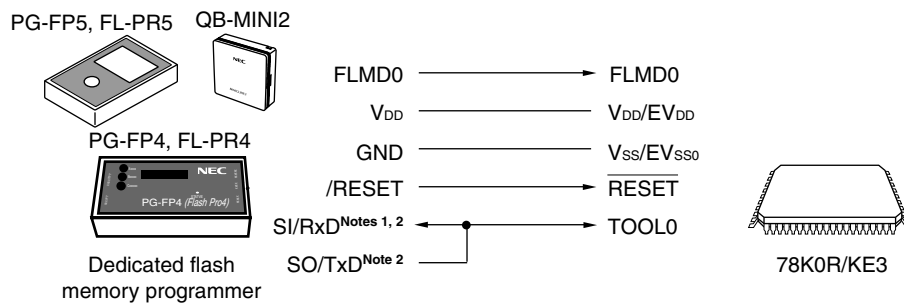 PG-FP5, FL-PR5
QB-MINI2
NEC
PG-FP4, FL-PR4
NEC
PG-FP4 (Flash Pro4)
Dedicated flash
memory programmer
FLMD0 FLMD0
VDD VDD/EVDD
GND VSS/EVSS0
/RESET RESET
SI/RxDNotes 1, 2 TOOL0
SO/TxDNote 2
78K0R/KE3